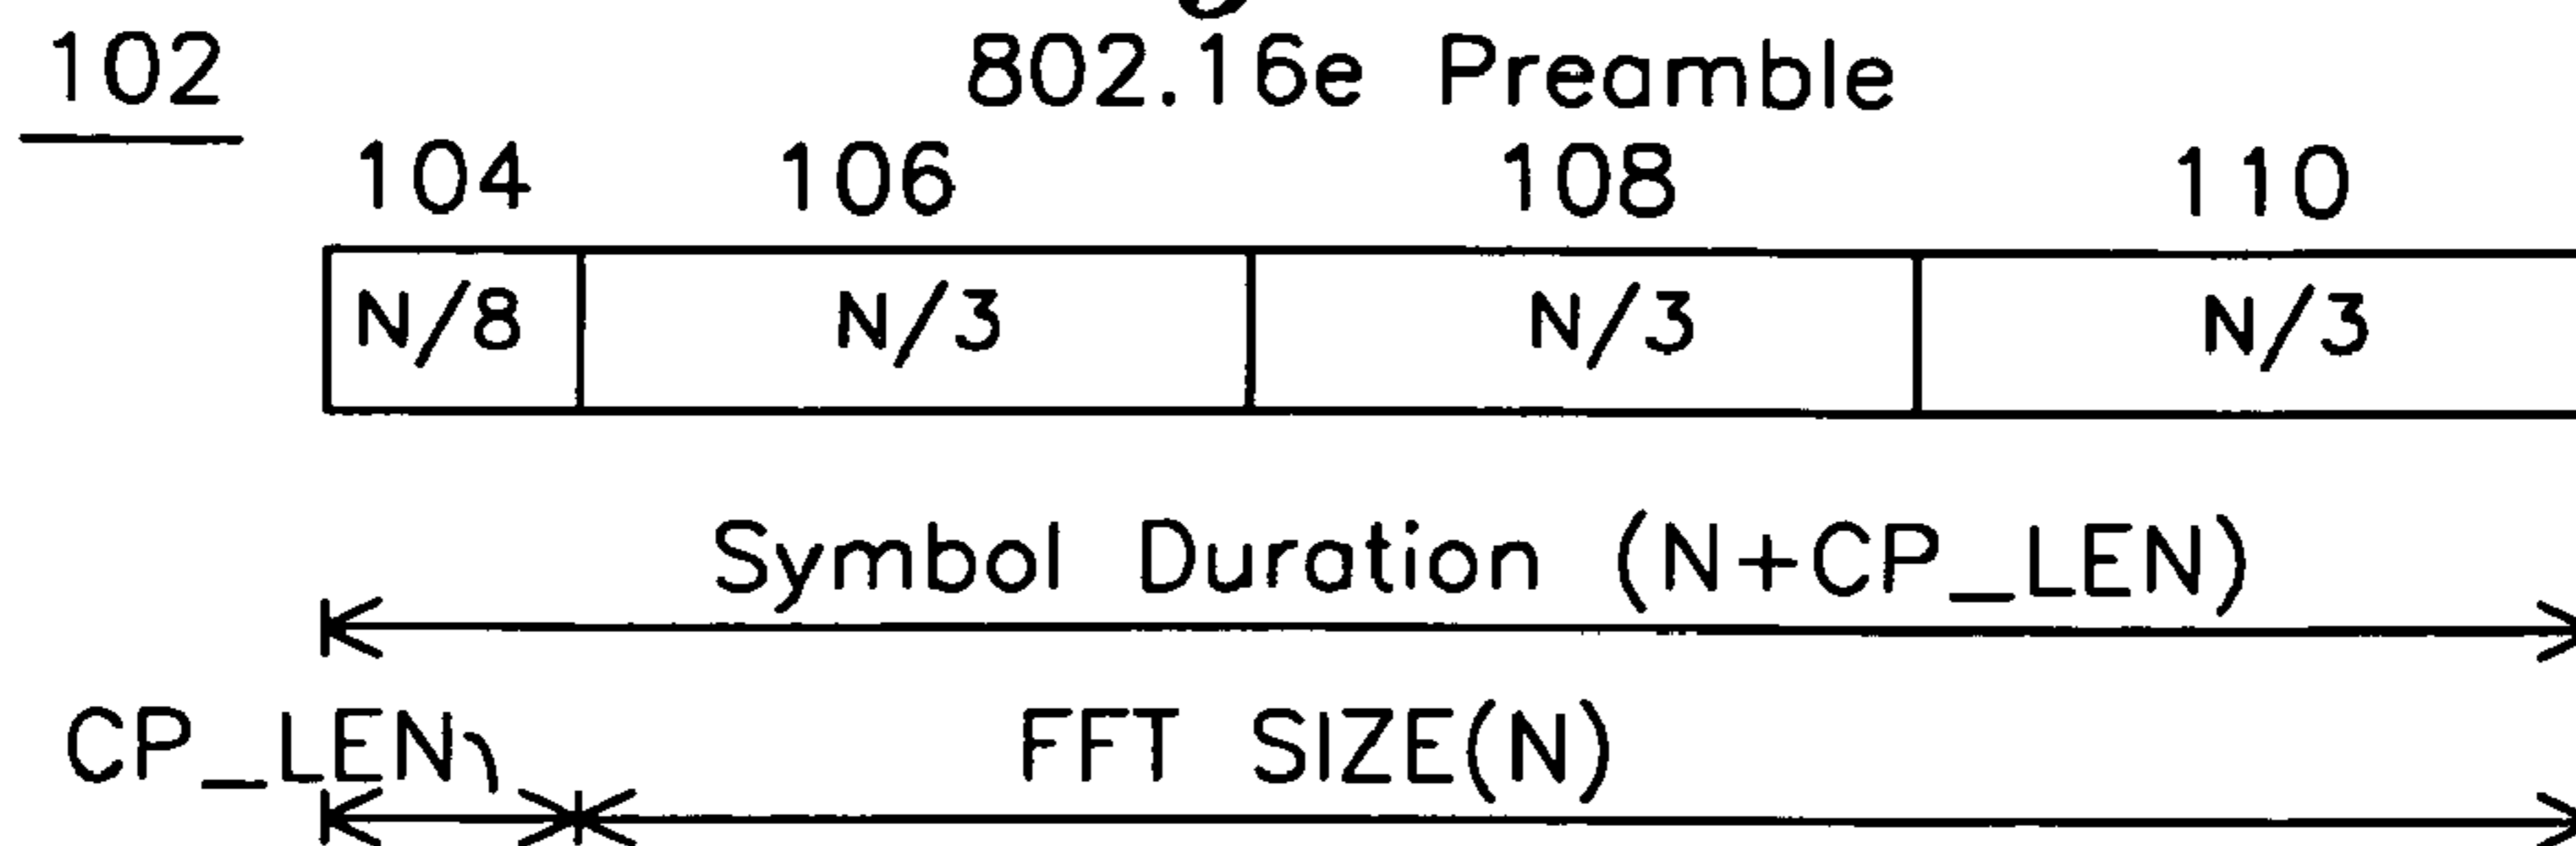 802.16e Preamble
102
104 106 108 110
N/8 N/3 N/3 N/3
Symbol Duration (N+CP_LEN)
CP_LEN FFT SIZE(N)